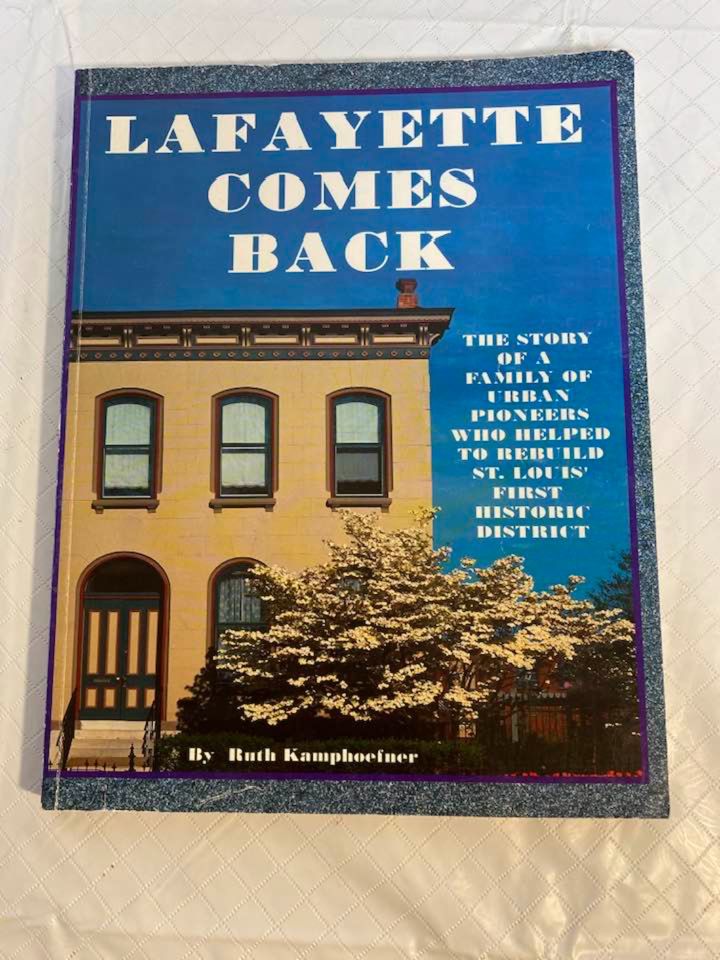 LAFAYETTE
COMES
BACK
THE STORY
OF A
FAMILY OF
URBAN
PIONEERS
WHO HELPED
TO REBUILD
ST. LOUIS'
FIRST
HISTORIC
DISTRICT
By Ruth Kamphoefner